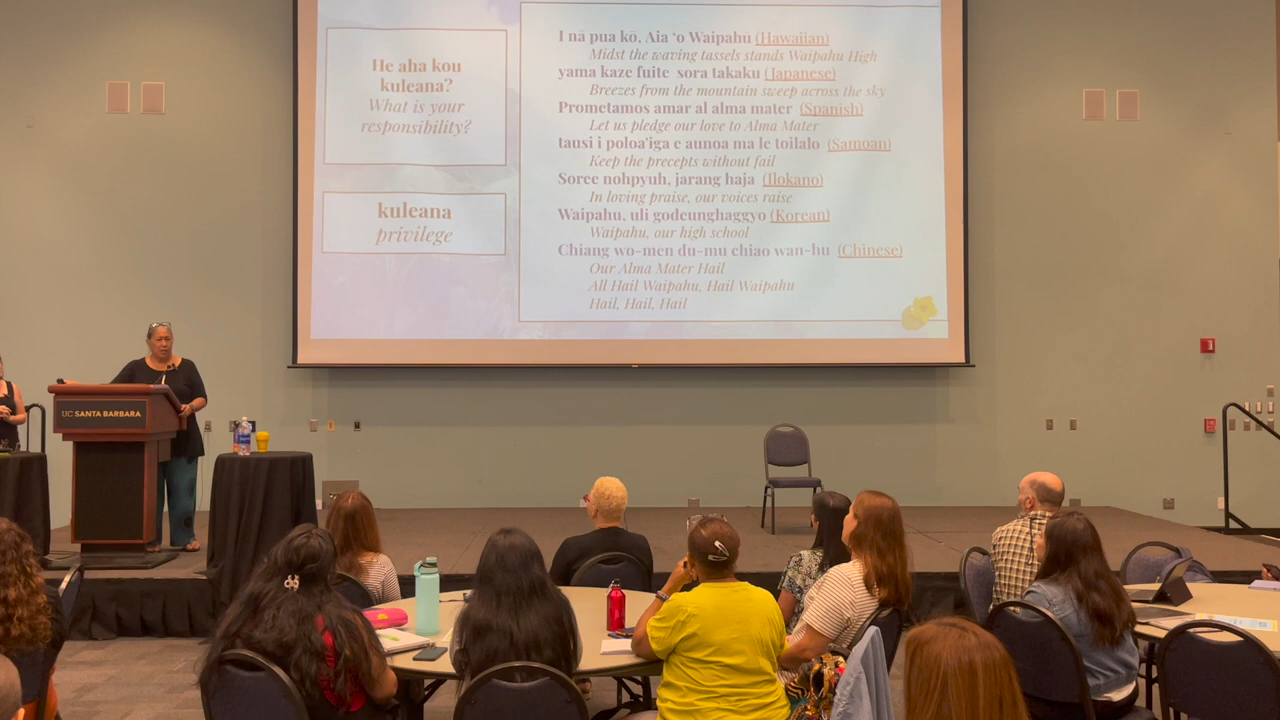 He aha kou
kuleana?
What is your
responsibility?
kuleana
privilege
I nā pua kō, Aia ʻo Waipahu (Hawaiian)
Midst the waving tassels stands Waipahu High
yama kaze fuite sora takaku (Japanese)
Breezes from the mountain sweep across the sky
Prometamos amar al alma mater (Spanish)
Let us pledge our love to Alma Mater
tausi i poloa'iga e aunoa ma le toilalo (Samoan)
Keep the precepts without fail
Soree nohpyuh, jarang haja (Ilokano)
In loving praise, our voices raise
Waipahu, uli godeunghaggyo (Korean)
Waipahu, our high school
Chiang wo-men du-mu chiao wan-hu (Chinese)
Our Alma Mater Hail
All Hail Waipahu, Hail Waipahu
Hail, Hail, Hail
UC SANTA BARBARA